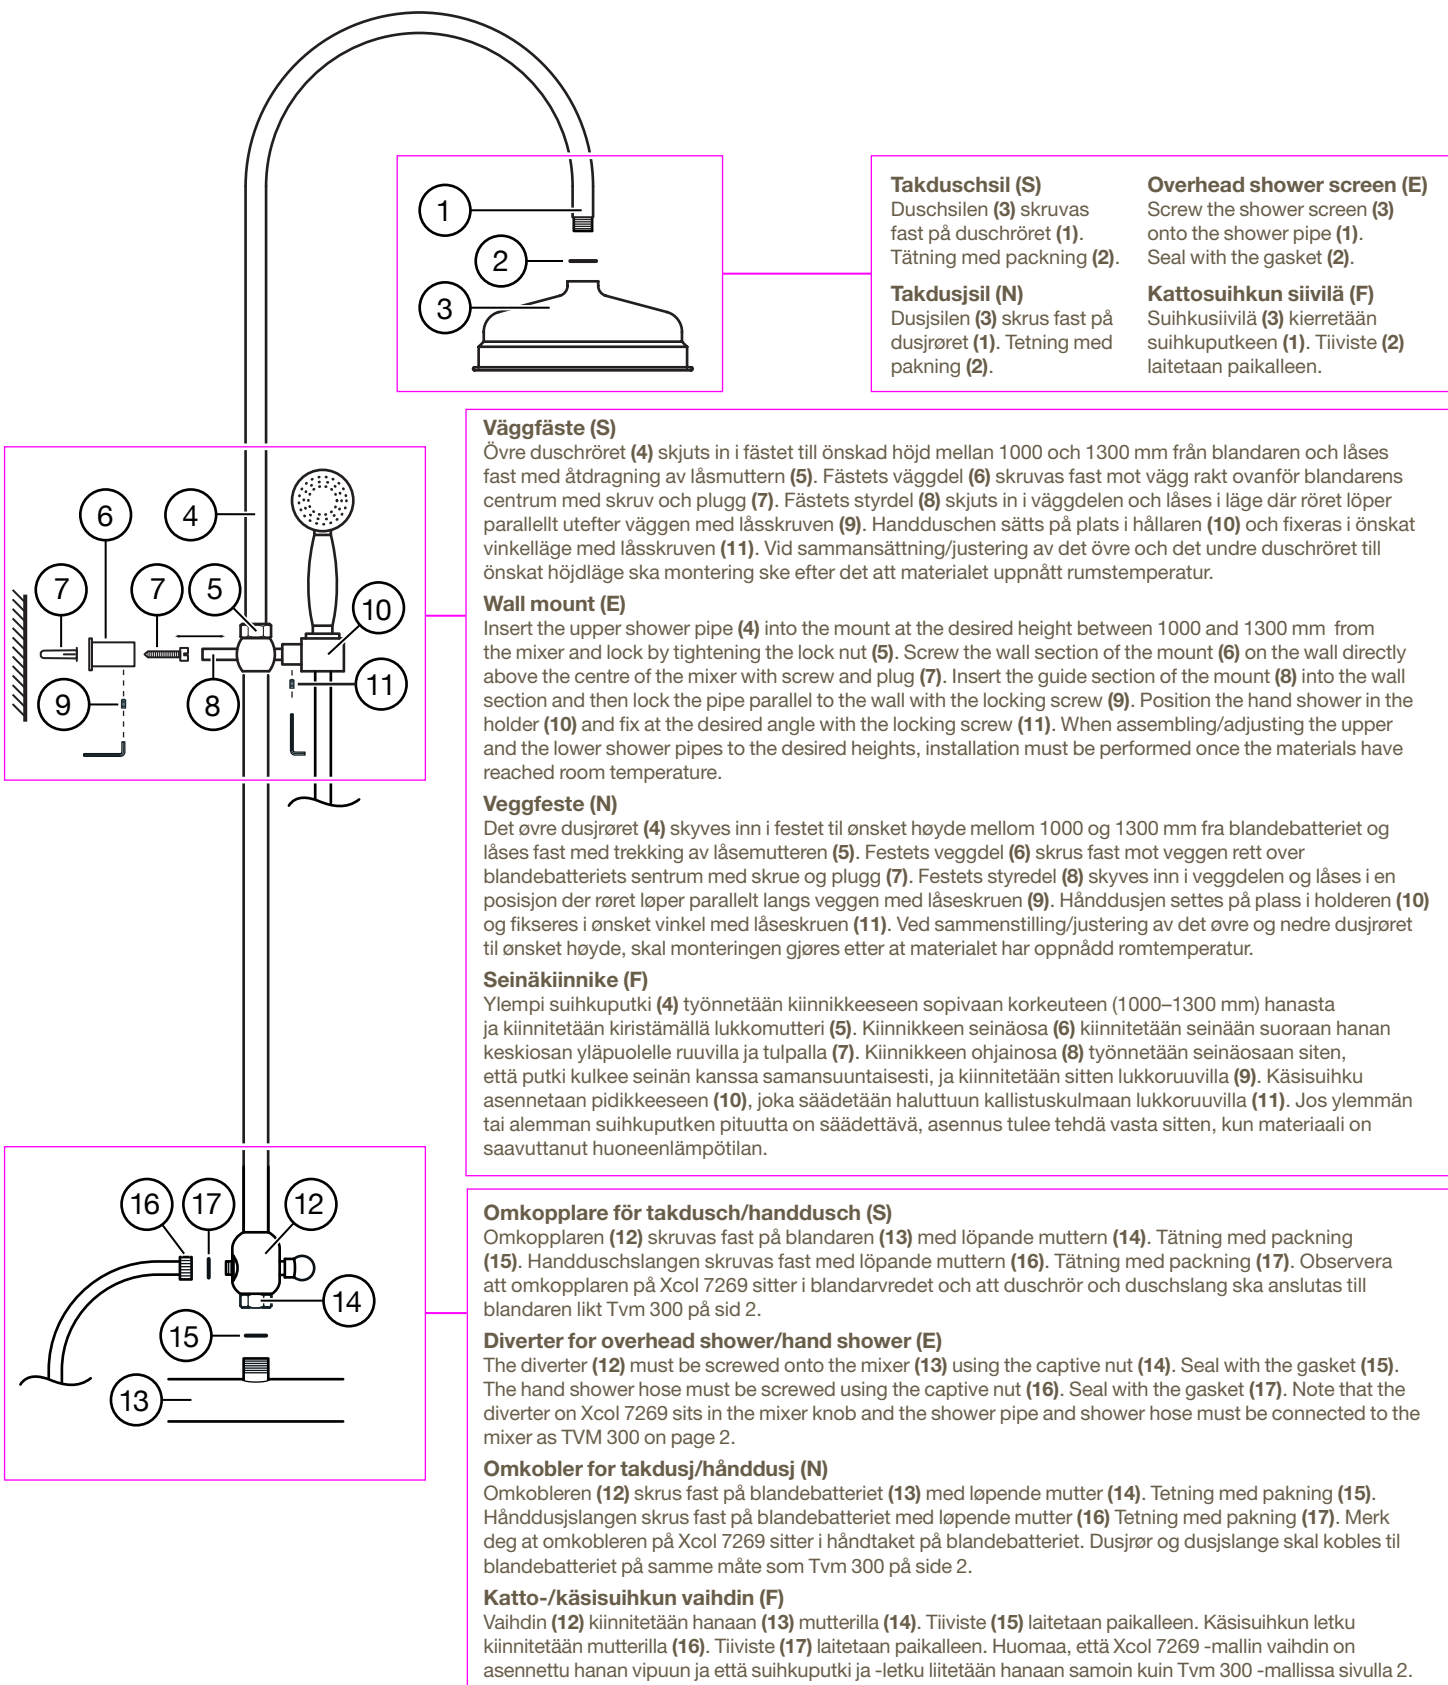 1
2
3
Takduschsil (S)
Duschsilen (3) skruvas
fast på duschröret (1).
Tätning med packning (2).
Overhead shower screen (E)
Screw the shower screen (3)
onto the shower pipe (1).
Seal with the gasket (2).
Takdusjsil (N)
Dusjsilen (3) skrus fast på
dusjrøret (1). Tetning med
pakning (2).
Kattosuihkun siivilä (F)
Suihkusiivilä (3) kierretään
suihkuputkeen (1). Tiiviste (2)
laitetaan paikalleen.
6
4
7
7
5
10
9
8
11
Väggfäste (S)
Övre duschröret (4) skjuts in i fästet till önskad höjd mellan 1000 och 1300 mm från blandaren och låses
fast med åtdragning av låsmuttern (5). Fästets väggdel (6) skruvas fast mot vägg rakt ovanför blandarens
centrum med skruv och plugg (7). Fästets styrdel (8) skjuts in i väggdelen och låses i läge där röret löper
parallellt utefter väggen med låsskruven (9). Handduschen sätts på plats i hållaren (10) och fixeras i önskat
vinkelläge med låsskruven (11). Vid sammansättning/justering av det övre och det undre duschröret till
önskat höjdläge ska montering ske efter det att materialet uppnått rumstemperatur.
Wall mount (E)
Insert the upper shower pipe (4) into the mount at the desired height between 1000 and 1300 mm from
the mixer and lock by tightening the lock nut (5). Screw the wall section of the mount (6) on the wall directly
above the centre of the mixer with screw and plug (7). Insert the guide section of the mount (8) into the wall
section and then lock the pipe parallel to the wall with the locking screw (9). Position the hand shower in the
holder (10) and fix at the desired angle with the locking screw (11). When assembling/adjusting the upper
and the lower shower pipes to the desired heights, installation must be performed once the materials have
reached room temperature.
Veggfeste (N)
Det øvre dusjrøret (4) skyves inn i festet til ønsket høyde mellom 1000 og 1300 mm fra blandebatteriet og
låses fast med trekking av låsemutteren (5). Festets veggdel (6) skrus fast mot veggen rett over
blandebatteriets sentrum med skrue og plugg (7). Festets styredel (8) skyves inn i veggdelen og låses i en
posisjon der røret løper parallelt langs veggen med låseskruen (9). Hånddusjen settes på plass i holderen (10)
og fikseres i ønsket vinkel med låseskruen (11). Ved sammenstilling/justering av det øvre og nedre dusjrøret
til ønsket høyde, skal monteringen gjøres etter at materialet har oppnådd romtemperatur.
Seinäkiinnike (F)
Ylempi suihkuputki (4) työnnetään kiinnikkeeseen sopivaan korkeuteen (1000–1300 mm) hanasta
ja kiinnitetään kiristämällä lukkomutteri (5). Kiinnikkeen seinäosa (6) kiinnitetään seinään suoraan hanan
keskiosan yläpuolelle ruuvilla ja tulpalla (7). Kiinnikkeen ohjainosa (8) työnnetään seinäosaan siten,
että putki kulkee seinän kanssa samansuuntaisesti, ja kiinnitetään sitten lukkoruuvilla (9). Käsisuihku
asennetaan pidikkeeseen (10), joka säädetään haluttuun kallistuskulmaan lukkoruuvilla (11). Jos ylemmän
tai alemman suihkuputken pituutta on säädettävä, asennus tulee tehdä vasta sitten, kun materiaali on
saavuttanut huoneenlämpötilan.
16
17
12
14
15
13
Omkopplare för takdusch/handdusch (S)
Omkopplaren (12) skruvas fast på blandaren (13) med löpande muttern (14). Tätning med packning
(15). Handduschslangen skruvas fast med löpande muttern (16). Tätning med packning (17). Observera
att omkopplaren på Xcol 7269 sitter i blandarvredet och att duschrör och duschslang ska anslutas till
blandaren likt Tvm 300 på sid 2.
Diverter for overhead shower/hand shower (E)
The diverter (12) must be screwed onto the mixer (13) using the captive nut (14). Seal with the gasket (15).
The hand shower hose must be screwed using the captive nut (16). Seal with the gasket (17). Note that the
diverter on Xcol 7269 sits in the mixer knob and the shower pipe and shower hose must be connected to the
mixer as TVM 300 on page 2.
Omkobler for takdusj/hånddusj (N)
Omkobleren (12) skrus fast på blandebatteriet (13) med løpende mutter (14). Tetning med pakning (15).
Hånddusjslangen skrus fast på blandebatteriet med løpende mutter (16) Tetning med pakning (17). Merk
deg at omkobleren på Xcol 7269 sitter i håndtaket på blandebatteriet. Dusjrør og dusjslange skal kobles til
blandebatteriet på samme måte som Tvm 300 på side 2.
Katto-/käsisuihkun vaihdin (F)
Vaihdin (12) kiinnitetään hanaan (13) mutterilla (14). Tiiviste (15) laitetaan paikalleen. Käsisuihkun letku
kiinnitetään mutterilla (16). Tiiviste (17) laitetaan paikalleen. Huomaa, että Xcol 7269 -mallin vaihdin on
asennettu hanan vipuun ja että suihkuputki ja -letku liitetään hanaan samoin kuin Tvm 300 -mallissa sivulla 2.